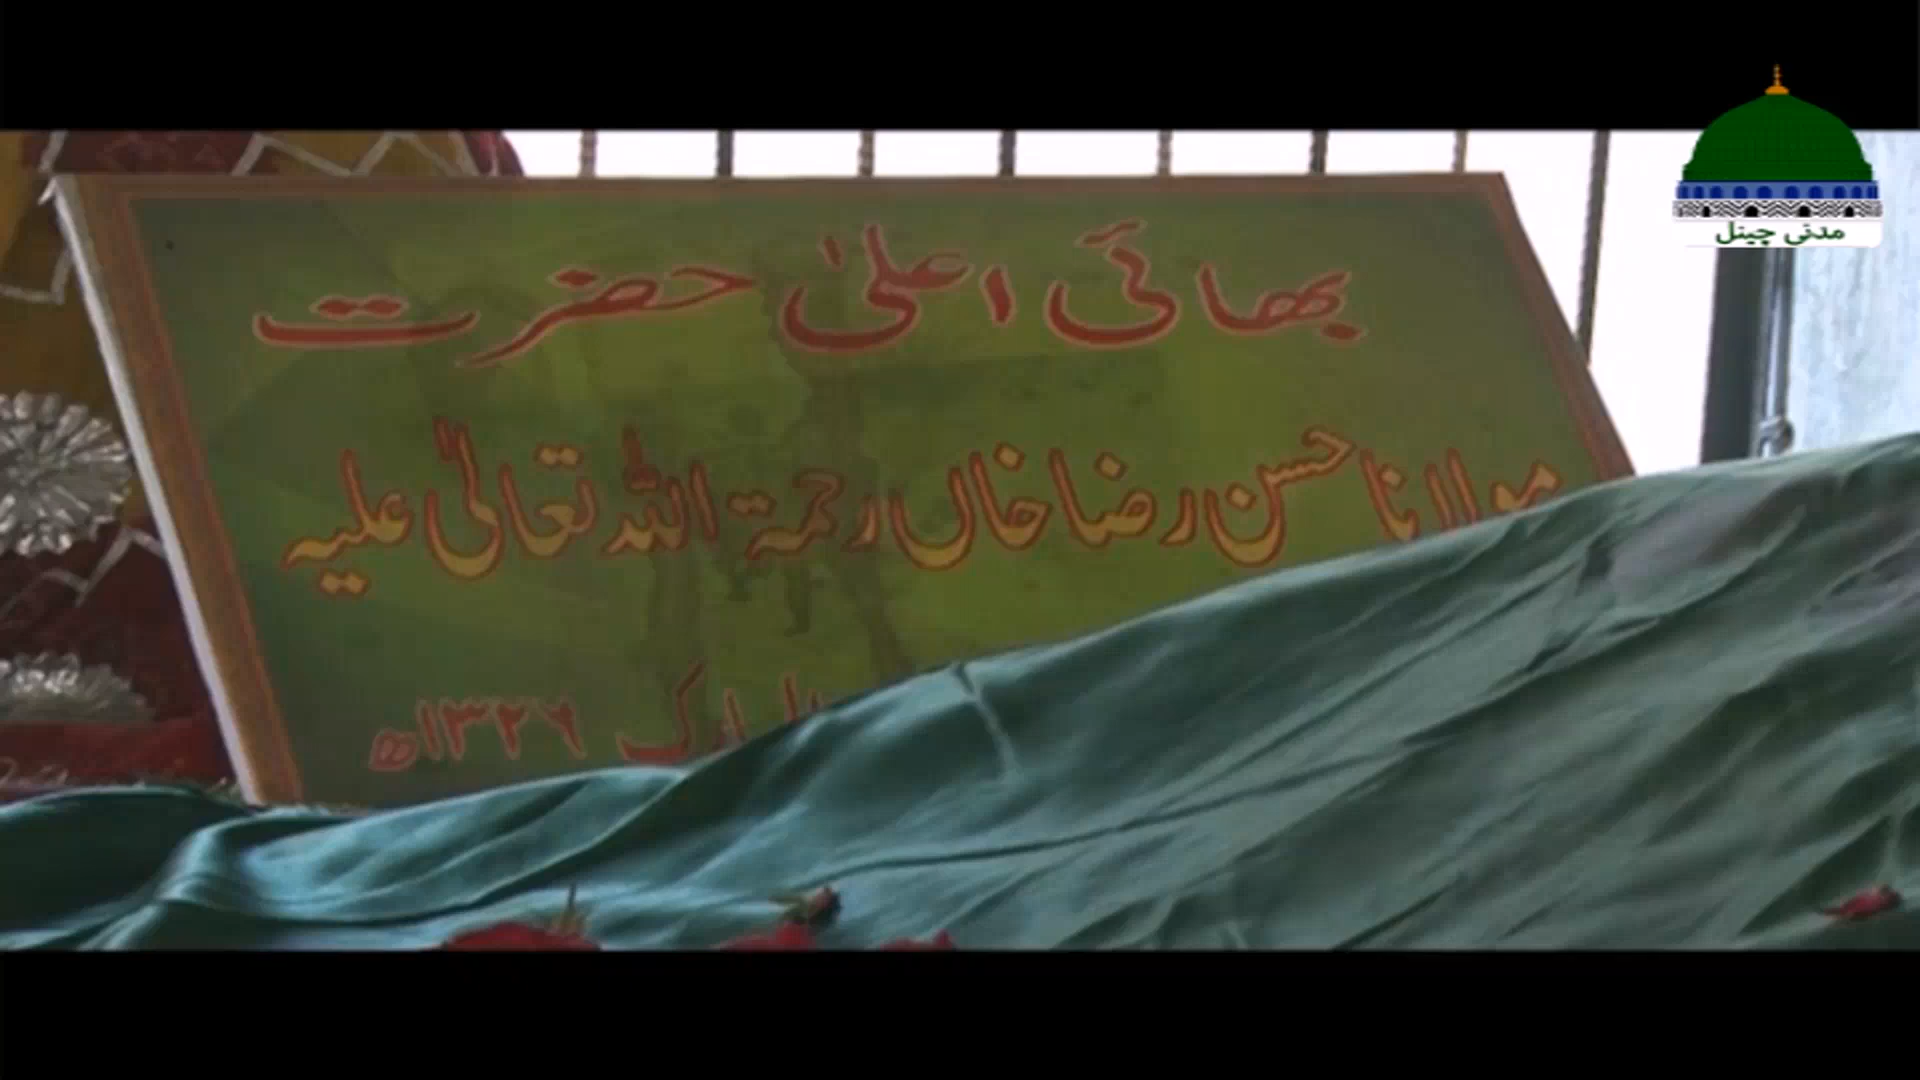 مدنی چینل
بھائی اعلیٰ حضرت
مولانا حسن رضا خاں رحمۃ اللہ تعالیٰ علیہ
۱۳۲۶ھ